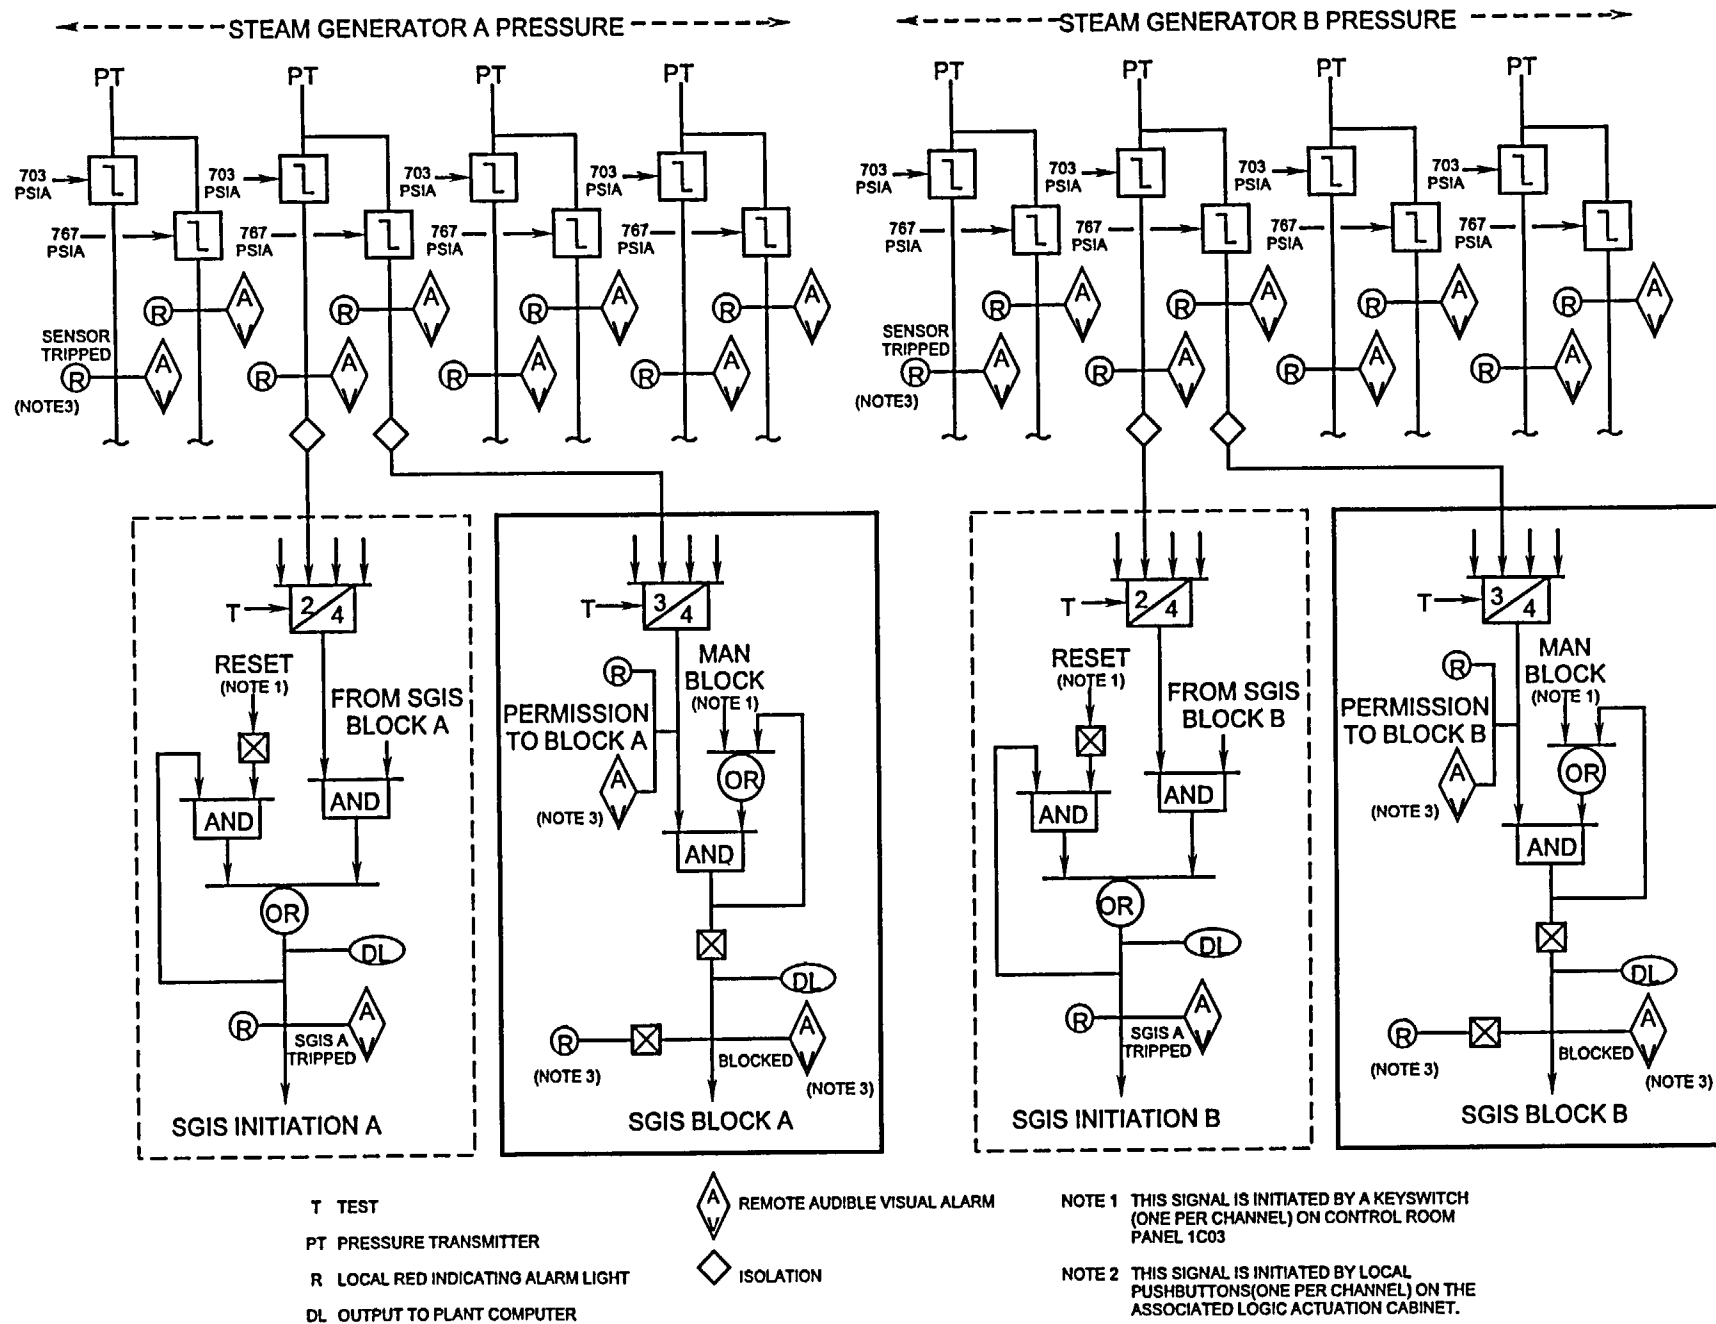 STEAM GENERATOR A PRESSURE
STEAM GENERATOR B PRESSURE
PT PT PT PT PT PT PT PT
703 PSIA 703 PSIA 703 PSIA 703 PSIA 703 PSIA 703 PSIA 703 PSIA 703 PSIA
767 PSIA 767 PSIA 767 PSIA 767 PSIA 767 PSIA 767 PSIA 767 PSIA 767 PSIA
R A V R A V R A V R A V R A V R A V R A V R A V
SENSOR
TRIPPED
R A V R A V R A V R A V
(NOTE3)
SENSOR
TRIPPED
R A V R A V R A V R A V
(NOTE3)
T 2/4
RESET
(NOTE 1)
FROM SGIS
BLOCK A
AND AND
OR
DL
R A V
SGIS A
TRIPPED
SGIS INITIATION A
T 3/4
R
MAN
BLOCK
(NOTE 1)
PERMISSION
TO BLOCK A
A V
(NOTE 3)
OR
AND
DL
R A V
(NOTE 3)
BLOCKED
(NOTE 3)
SGIS BLOCK A
T 2/4
RESET
(NOTE 1)
FROM SGIS
BLOCK B
AND AND
OR
DL
R A V
SGIS B
TRIPPED
SGIS INITIATION B
T 3/4
R
MAN
BLOCK
(NOTE 1)
PERMISSION
TO BLOCK B
A V
(NOTE 3)
OR
AND
DL
R A V
(NOTE 3)
BLOCKED
(NOTE 3)
SGIS BLOCK B
T TEST
PT PRESSURE TRANSMITTER
R LOCAL RED INDICATING ALARM LIGHT
DL OUTPUT TO PLANT COMPUTER
A V REMOTE AUDIBLE VISUAL ALARM
ISOLATION
NOTE 1 THIS SIGNAL IS INITIATED BY A KEYSWITCH
(ONE PER CHANNEL) ON CONTROL ROOM
PANEL 1C03
NOTE 2 THIS SIGNAL IS INITIATED BY LOCAL
PUSHBUTTONS(ONE PER CHANNEL) ON THE
ASSOCIATED LOGIC ACTUATION CABINET.